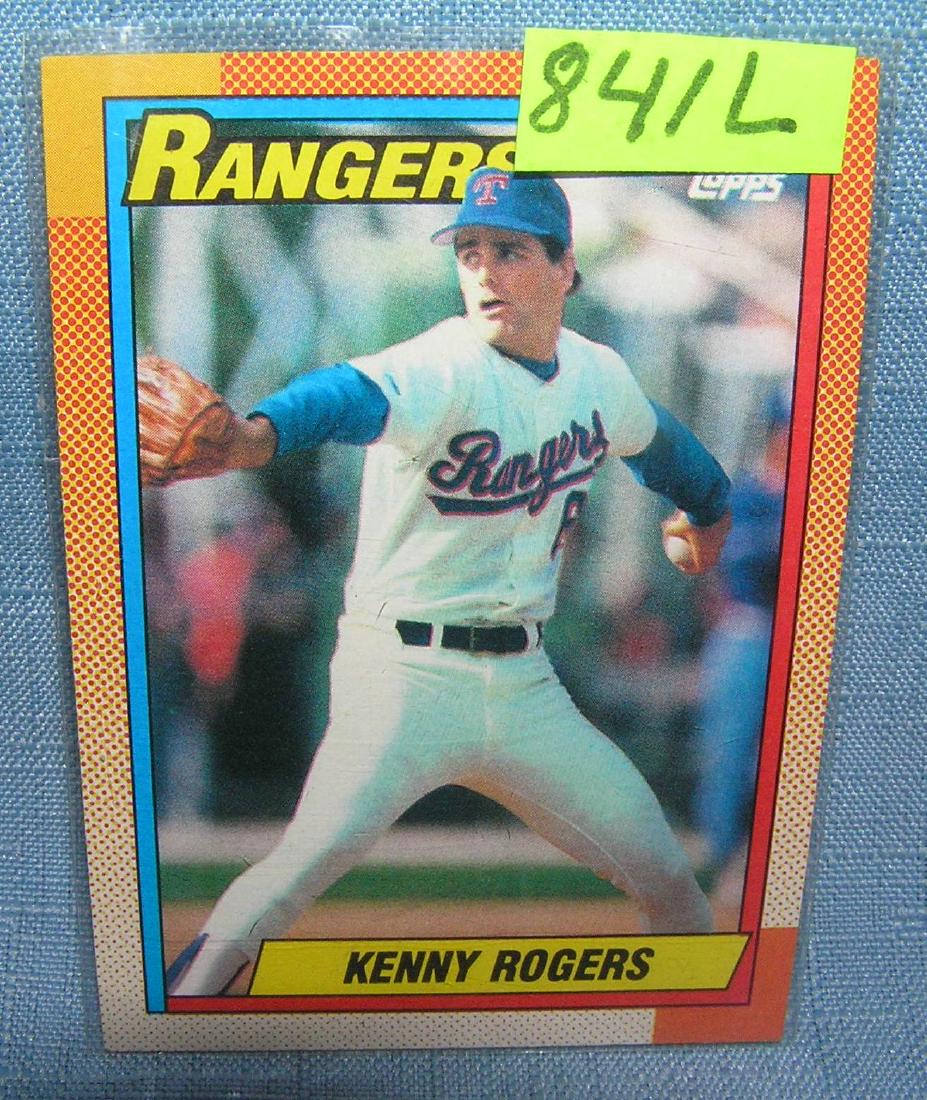 841L
RANGERS
TOPPS
T
Rangers
KENNY ROGERS